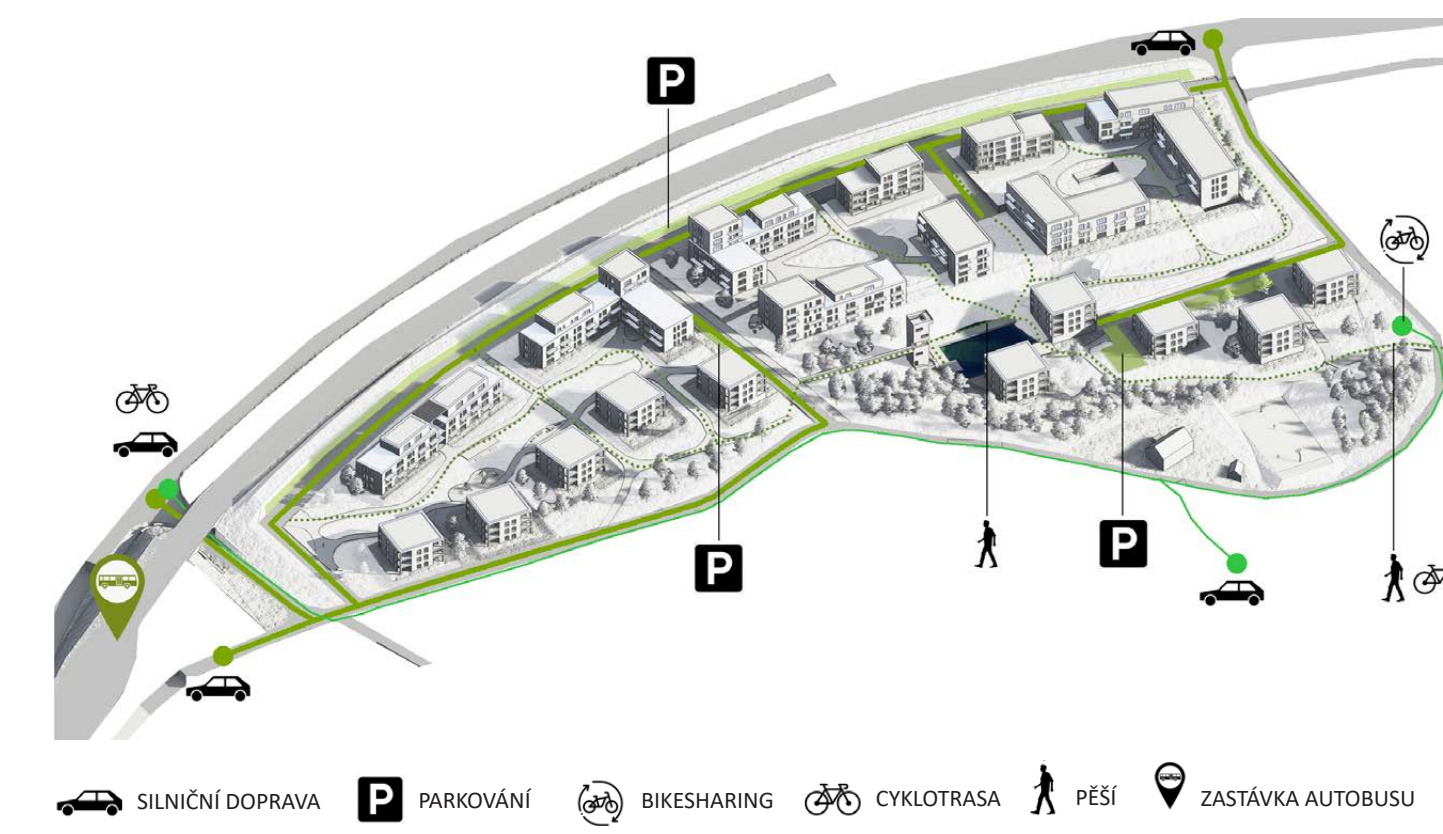 P
P
P
SILNIČNÍ DOPRAVA
P PARKOVÁNÍ
BIKESHARING
CYKLOTRASA
PĚŠÍ
ZASTÁVKA AUTOBUSU